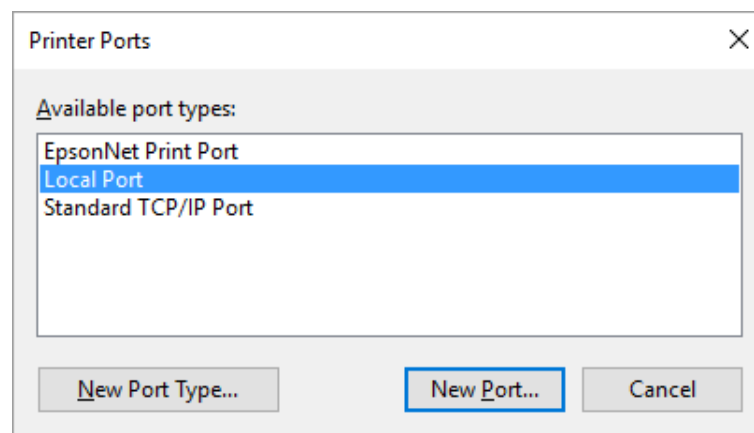 Printer Ports
Available port types:
EpsonNet Print Port
Local Port
Standard TCP/IP Port
New Port Type...
New Port...
Cancel